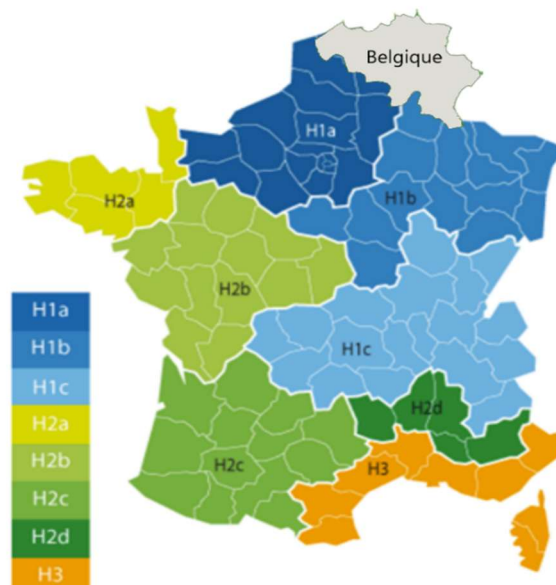 Belgique
H1a
H1b
H2a
H2b
H1c
H2d
H2c
H3
H1a
H1b
H1c
H2a
H2b
H2c
H2d
H3